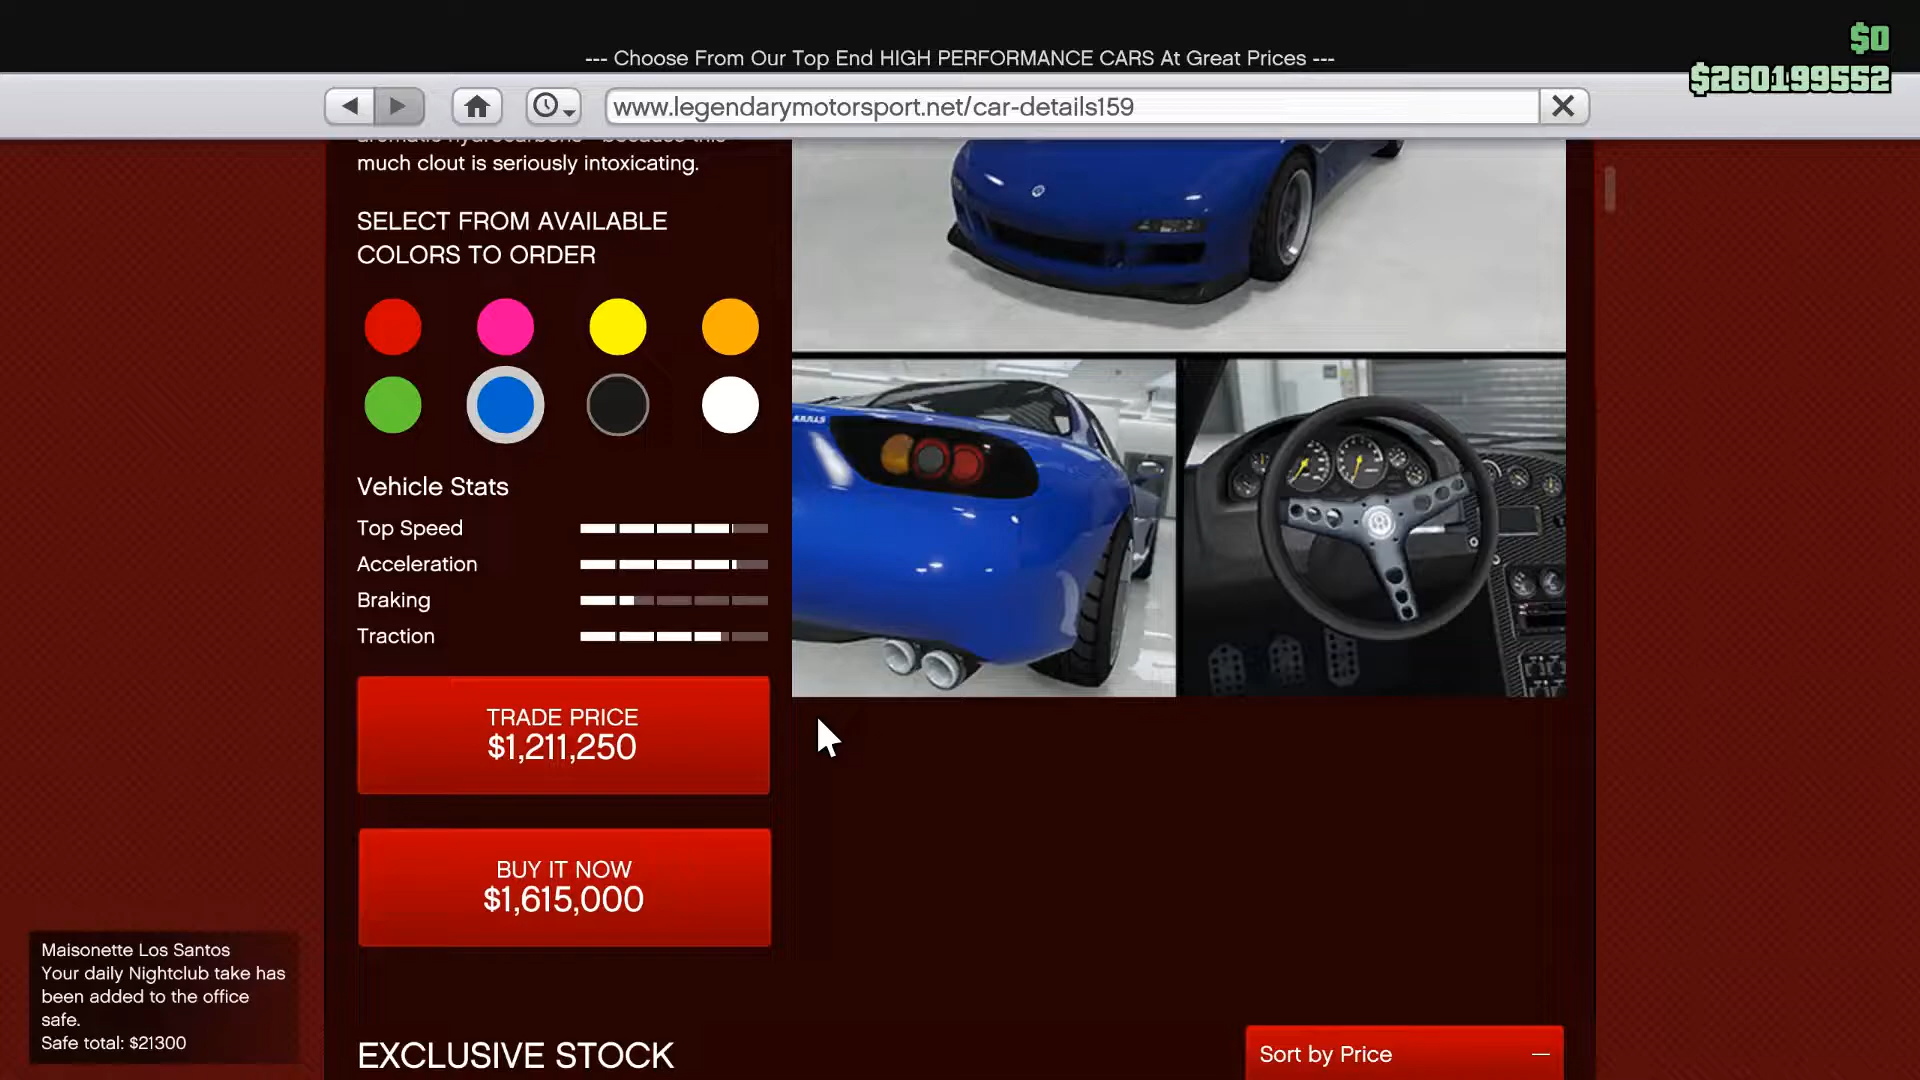 $0
--- Choose From Our Top End HIGH PERFORMANCE CARS At Great Prices ---
$260199552
www.legendarymotorsport.net/car-details159
much clout is seriously intoxicating.
SELECT FROM AVAILABLE
COLORS TO ORDER
Vehicle Stats
Top Speed
Acceleration
Braking
Traction
TRADE PRICE
$1,211,250
BUY IT NOW
$1,615,000
Maisonette Los Santos
Your daily Nightclub take has
been added to the office
safe.
Safe total: $21300
EXCLUSIVE STOCK
Sort by Price